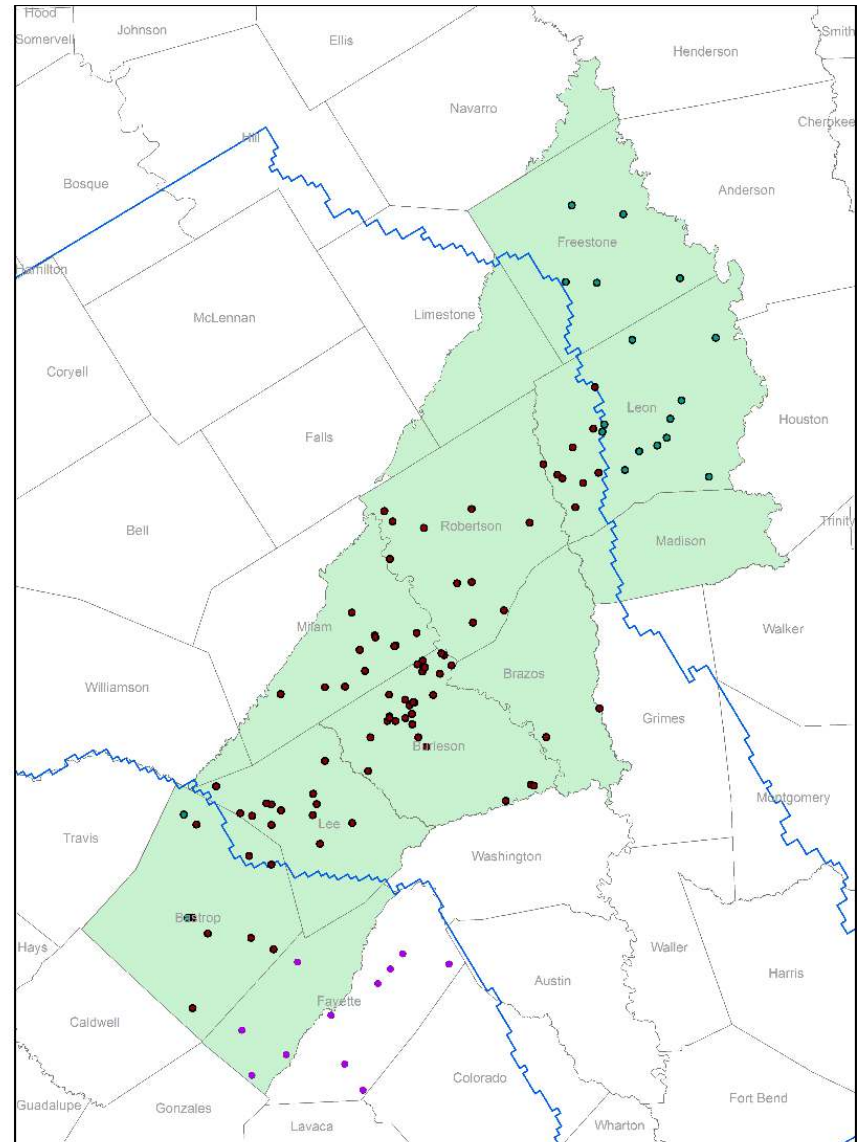 Hood
Johnson
Somervell
Ellis
Henderson
Smith
Navarro
Cherokee
Hill
Bosque
Anderson
Freestone
Hamilton
McLennan
Limestone
Coryell
Leon
Houston
Falls
Bell
Robertson
Trinity
Madison
Milam
Walker
Brazos
Williamson
Grimes
Burleson
Montgomery
Travis
Lee
Washington
Bastrop
Hays
Waller
Harris
Austin
Fayette
Caldwell
Colorado
Fort Bend
Guadalupe
Gonzales
Lavaca
Wharton